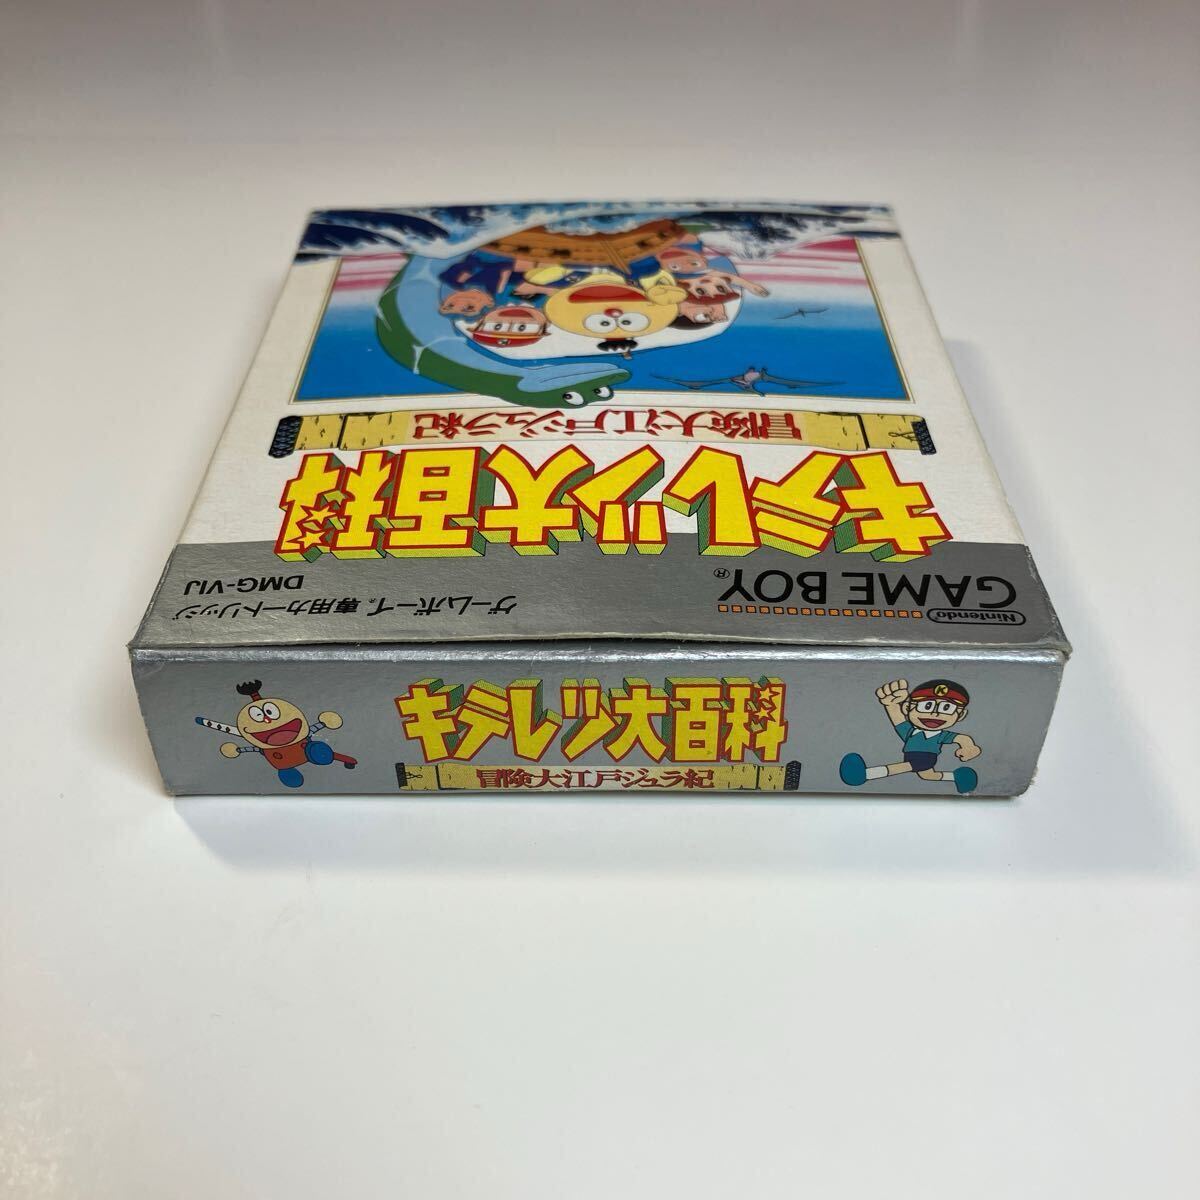 Nintendo
GAME BOY®
ゲームボーイ®専用カートリッジ
DMG-VIJ
キテレツ大百科
冒険大江戸ジュラ紀
キテレツ大百科
冒険大江戸ジュラ紀
K